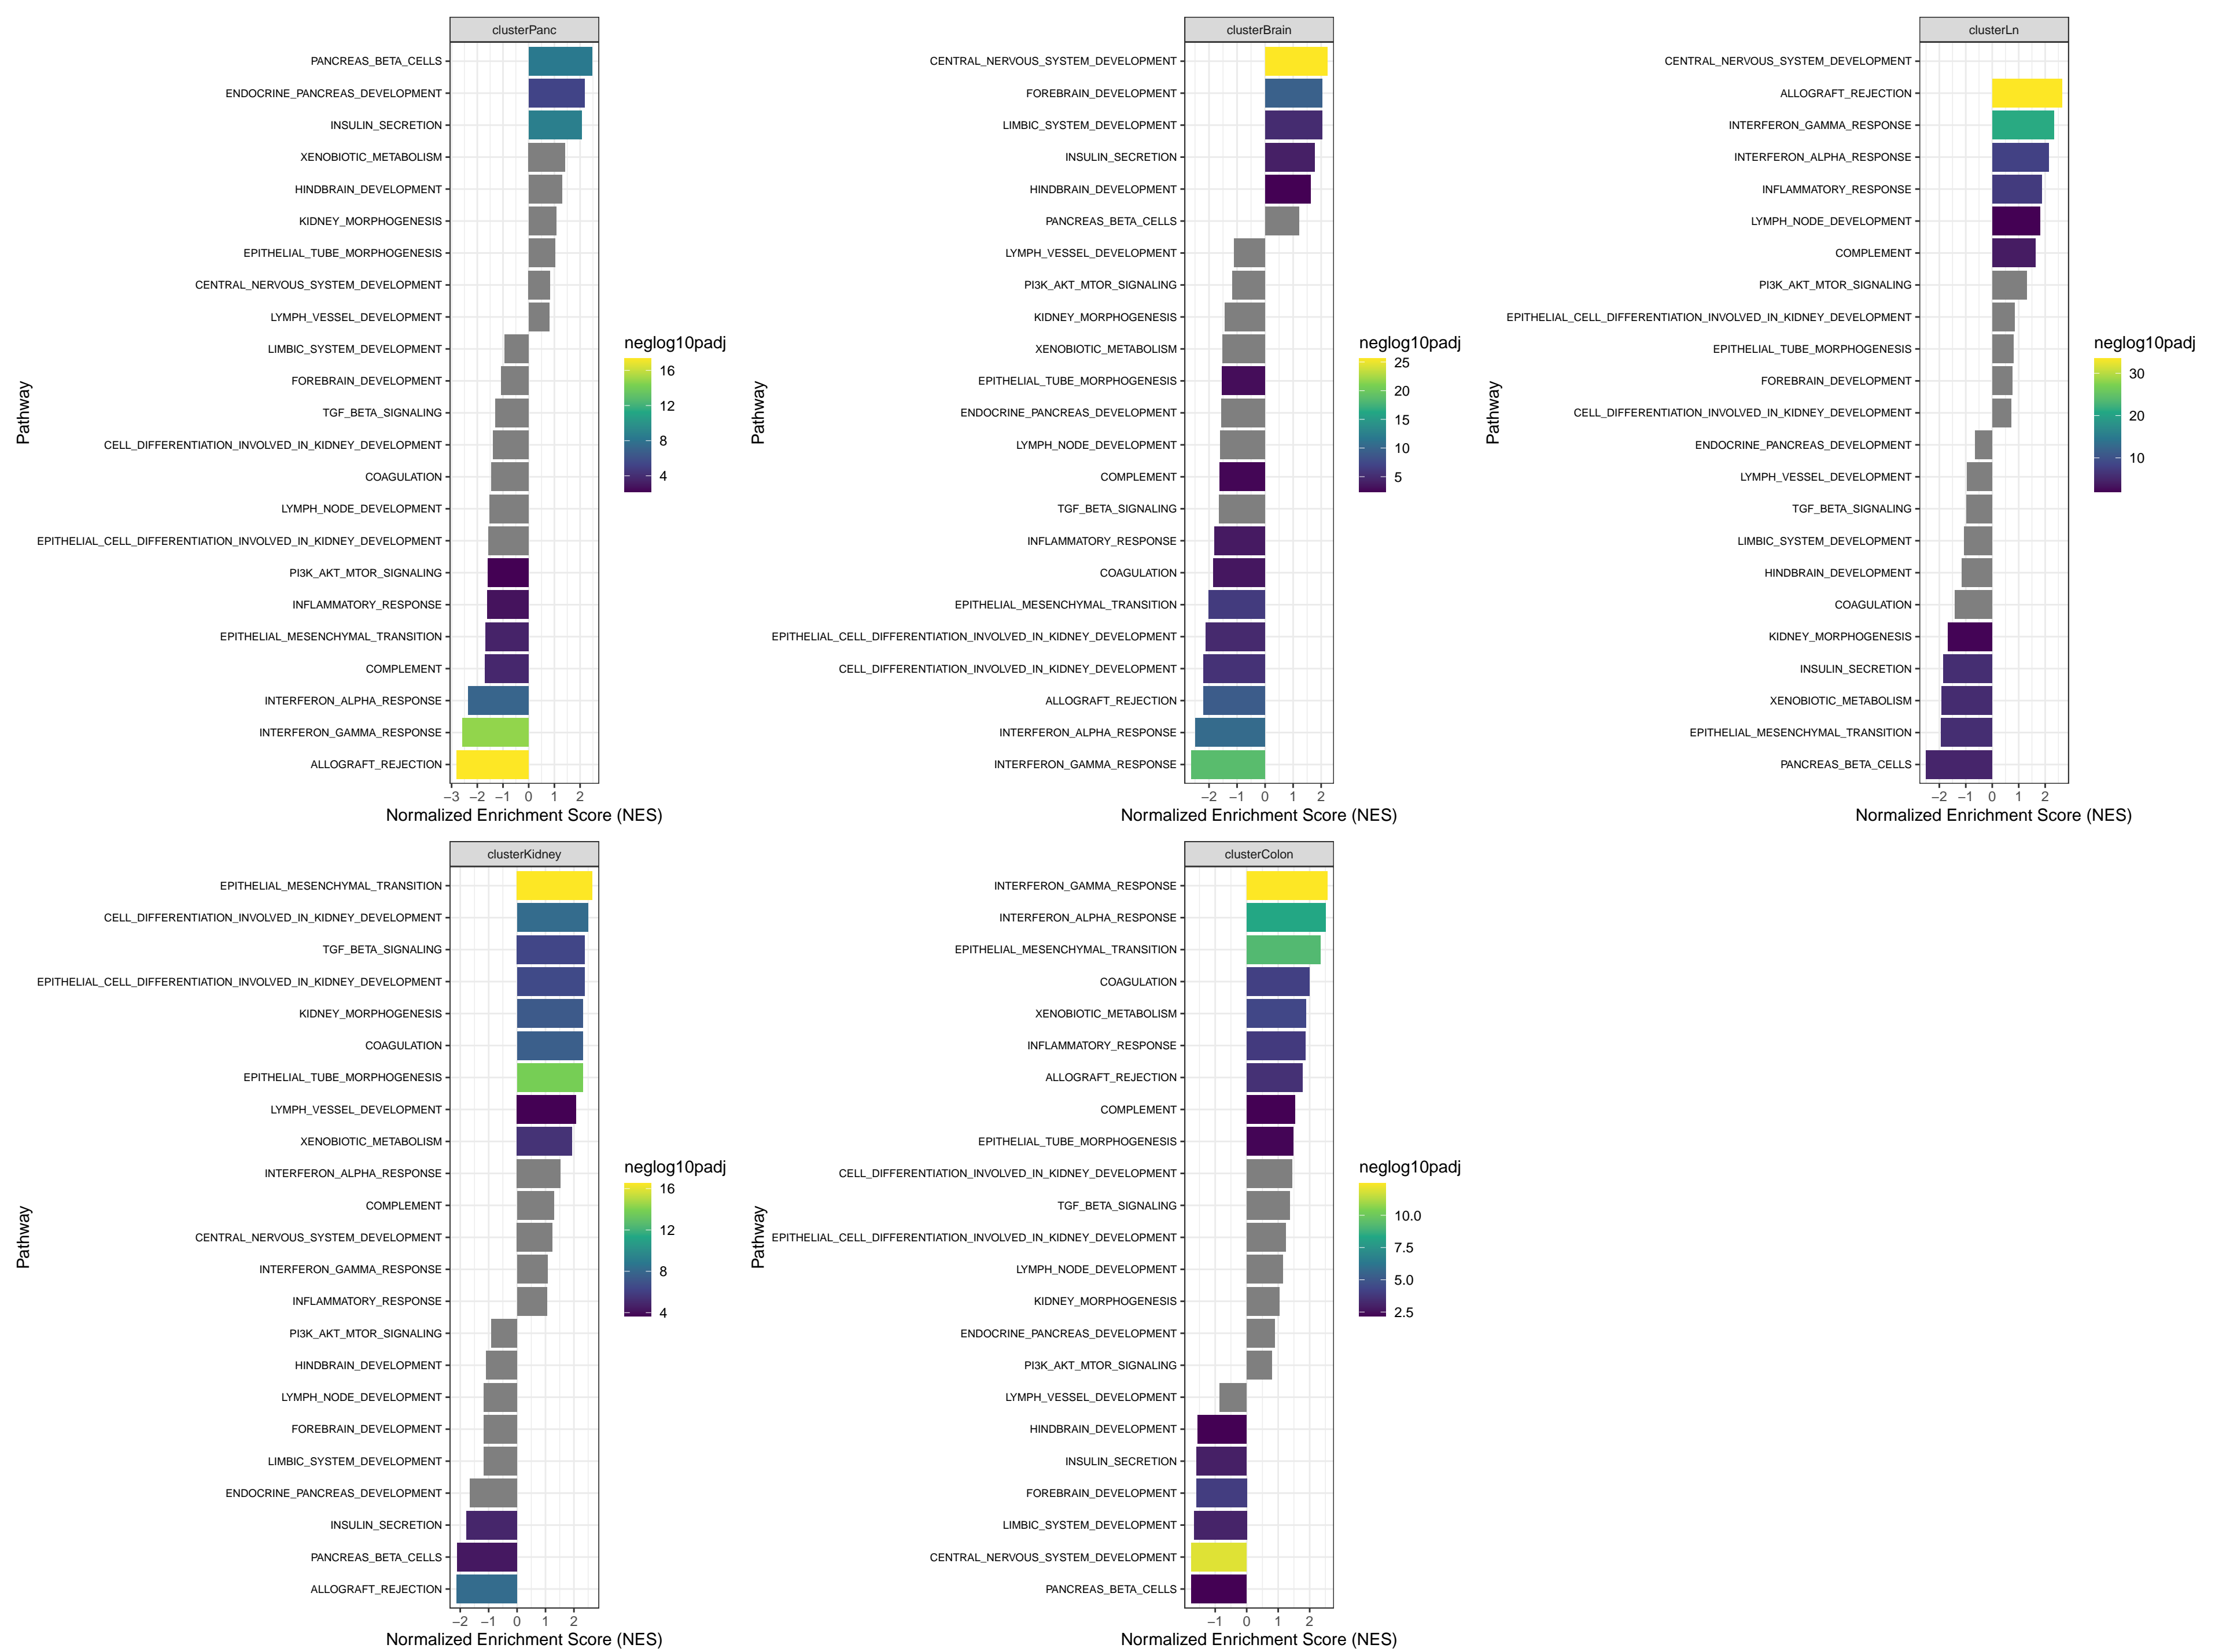 clusterPanc
PANCREAS_BETA_CELLS
ENDOCRINE_PANCREAS_DEVELOPMENT
INSULIN_SECRETION
XENOBIOTIC_METABOLISM
HINDBRAIN_DEVELOPMENT
KIDNEY_MORPHOGENESIS
EPITHELIAL_TUBE_MORPHOGENESIS
CENTRAL_NERVOUS_SYSTEM_DEVELOPMENT
LYMPH_VESSEL_DEVELOPMENT
LIMBIC_SYSTEM_DEVELOPMENT
FOREBRAIN_DEVELOPMENT
TGF_BETA_SIGNALING
CELL_DIFFERENTIATION_INVOLVED_IN_KIDNEY_DEVELOPMENT
COAGULATION
LYMPH_NODE_DEVELOPMENT
EPITHELIAL_CELL_DIFFERENTIATION_INVOLVED_IN_KIDNEY_DEVELOPMENT
PI3K_AKT_MTOR_SIGNALING
INFLAMMATORY_RESPONSE
EPITHELIAL_MESENCHYMAL_TRANSITION
COMPLEMENT
INTERFERON_ALPHA_RESPONSE
INTERFERON_GAMMA_RESPONSE
ALLOGRAFT_REJECTION
−3 −2 −1 0 1 2
Normalized Enrichment Score (NES)
Pathway
neglog10padj
16
12
8
4
clusterBrain
CENTRAL_NERVOUS_SYSTEM_DEVELOPMENT
FOREBRAIN_DEVELOPMENT
LIMBIC_SYSTEM_DEVELOPMENT
INSULIN_SECRETION
HINDBRAIN_DEVELOPMENT
PANCREAS_BETA_CELLS
LYMPH_VESSEL_DEVELOPMENT
PI3K_AKT_MTOR_SIGNALING
KIDNEY_MORPHOGENESIS
XENOBIOTIC_METABOLISM
EPITHELIAL_TUBE_MORPHOGENESIS
ENDOCRINE_PANCREAS_DEVELOPMENT
LYMPH_NODE_DEVELOPMENT
COMPLEMENT
TGF_BETA_SIGNALING
INFLAMMATORY_RESPONSE
COAGULATION
EPITHELIAL_MESENCHYMAL_TRANSITION
EPITHELIAL_CELL_DIFFERENTIATION_INVOLVED_IN_KIDNEY_DEVELOPMENT
CELL_DIFFERENTIATION_INVOLVED_IN_KIDNEY_DEVELOPMENT
ALLOGRAFT_REJECTION
INTERFERON_ALPHA_RESPONSE
INTERFERON_GAMMA_RESPONSE
−2 −1 0 1 2
Normalized Enrichment Score (NES)
Pathway
neglog10padj
25
20
15
10
5
clusterLn
CENTRAL_NERVOUS_SYSTEM_DEVELOPMENT
ALLOGRAFT_REJECTION
INTERFERON_GAMMA_RESPONSE
INTERFERON_ALPHA_RESPONSE
INFLAMMATORY_RESPONSE
LYMPH_NODE_DEVELOPMENT
COMPLEMENT
PI3K_AKT_MTOR_SIGNALING
EPITHELIAL_CELL_DIFFERENTIATION_INVOLVED_IN_KIDNEY_DEVELOPMENT
EPITHELIAL_TUBE_MORPHOGENESIS
FOREBRAIN_DEVELOPMENT
CELL_DIFFERENTIATION_INVOLVED_IN_KIDNEY_DEVELOPMENT
ENDOCRINE_PANCREAS_DEVELOPMENT
LYMPH_VESSEL_DEVELOPMENT
TGF_BETA_SIGNALING
LIMBIC_SYSTEM_DEVELOPMENT
HINDBRAIN_DEVELOPMENT
COAGULATION
KIDNEY_MORPHOGENESIS
INSULIN_SECRETION
XENOBIOTIC_METABOLISM
EPITHELIAL_MESENCHYMAL_TRANSITION
PANCREAS_BETA_CELLS
−2 −1 0 1 2
Normalized Enrichment Score (NES)
Pathway
neglog10padj
30
20
10
clusterKidney
EPITHELIAL_MESENCHYMAL_TRANSITION
CELL_DIFFERENTIATION_INVOLVED_IN_KIDNEY_DEVELOPMENT
TGF_BETA_SIGNALING
EPITHELIAL_CELL_DIFFERENTIATION_INVOLVED_IN_KIDNEY_DEVELOPMENT
KIDNEY_MORPHOGENESIS
COAGULATION
EPITHELIAL_TUBE_MORPHOGENESIS
LYMPH_VESSEL_DEVELOPMENT
XENOBIOTIC_METABOLISM
INTERFERON_ALPHA_RESPONSE
COMPLEMENT
CENTRAL_NERVOUS_SYSTEM_DEVELOPMENT
INTERFERON_GAMMA_RESPONSE
INFLAMMATORY_RESPONSE
PI3K_AKT_MTOR_SIGNALING
HINDBRAIN_DEVELOPMENT
LYMPH_NODE_DEVELOPMENT
FOREBRAIN_DEVELOPMENT
LIMBIC_SYSTEM_DEVELOPMENT
ENDOCRINE_PANCREAS_DEVELOPMENT
INSULIN_SECRETION
PANCREAS_BETA_CELLS
ALLOGRAFT_REJECTION
−2 −1 0 1 2
Normalized Enrichment Score (NES)
Pathway
neglog10padj
16
12
8
4
clusterColon
INTERFERON_GAMMA_RESPONSE
INTERFERON_ALPHA_RESPONSE
EPITHELIAL_MESENCHYMAL_TRANSITION
COAGULATION
XENOBIOTIC_METABOLISM
INFLAMMATORY_RESPONSE
ALLOGRAFT_REJECTION
COMPLEMENT
EPITHELIAL_TUBE_MORPHOGENESIS
CELL_DIFFERENTIATION_INVOLVED_IN_KIDNEY_DEVELOPMENT
TGF_BETA_SIGNALING
EPITHELIAL_CELL_DIFFERENTIATION_INVOLVED_IN_KIDNEY_DEVELOPMENT
LYMPH_NODE_DEVELOPMENT
KIDNEY_MORPHOGENESIS
ENDOCRINE_PANCREAS_DEVELOPMENT
PI3K_AKT_MTOR_SIGNALING
LYMPH_VESSEL_DEVELOPMENT
HINDBRAIN_DEVELOPMENT
INSULIN_SECRETION
FOREBRAIN_DEVELOPMENT
LIMBIC_SYSTEM_DEVELOPMENT
CENTRAL_NERVOUS_SYSTEM_DEVELOPMENT
PANCREAS_BETA_CELLS
−1 0 1 2
Normalized Enrichment Score (NES)
Pathway
neglog10padj
10.0
7.5
5.0
2.5